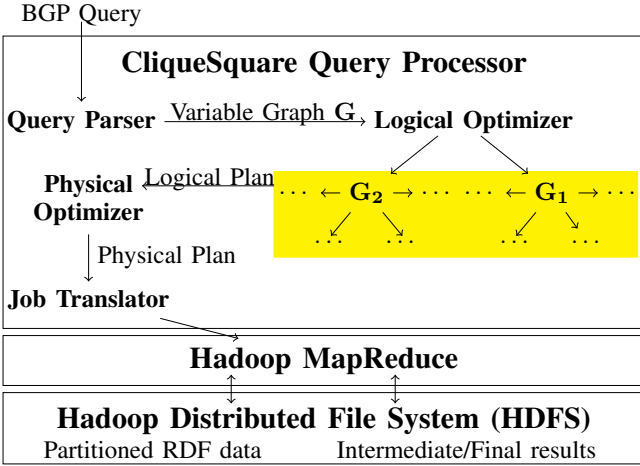 BGP Query
CliqueSquare Query Processor
Query Parser Variable Graph G Logical Optimizer
Physical Optimizer
Logical Plan
··· G₂ ··· ··· G₁ ···
··· ··· ··· ···
Physical Plan
Job Translator
Hadoop MapReduce
Hadoop Distributed File System (HDFS)
Partitioned RDF data Intermediate/Final results